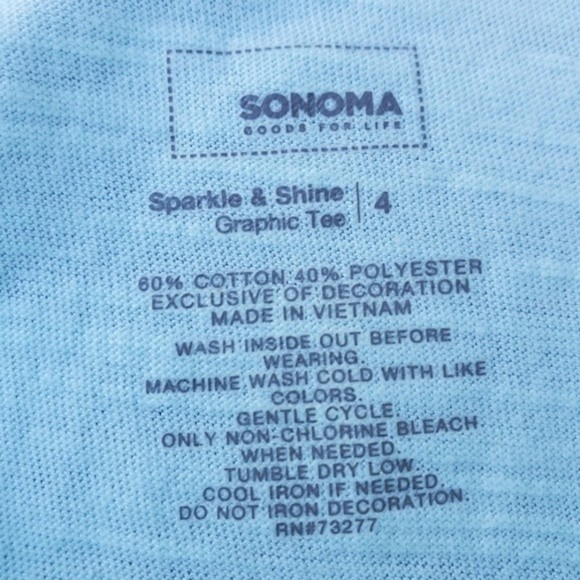 SONOMA
GOODS FOR LIFE
Sparkle & Shine
Graphic Tee | 4
60% COTTON 40% POLYESTER
EXCLUSIVE OF DECORATION
MADE IN VIETNAM
WASH INSIDE OUT BEFORE
WEARING.
MACHINE WASH COLD WITH LIKE
COLORS.
GENTLE CYCLE.
ONLY NON-CHLORINE BLEACH
WHEN NEEDED.
TUMBLE DRY LOW.
COOL IRON IF NEEDED.
DO NOT IRON DECORATION.
RN#73277